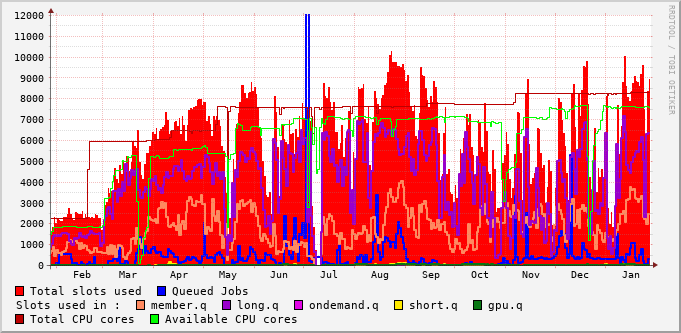 12000
RRDTOOL / TOBI OETIKER
11000
10000
9000
8000
7000
6000
5000
4000
3000
2000
1000
0
Feb Mar Apr May Jun Jul Aug Sep Oct Nov Dec Jan
Total slots used Queued Jobs
Slots used in : member.q long.q ondemand.q short.q gpu.q
Total CPU cores Available CPU cores